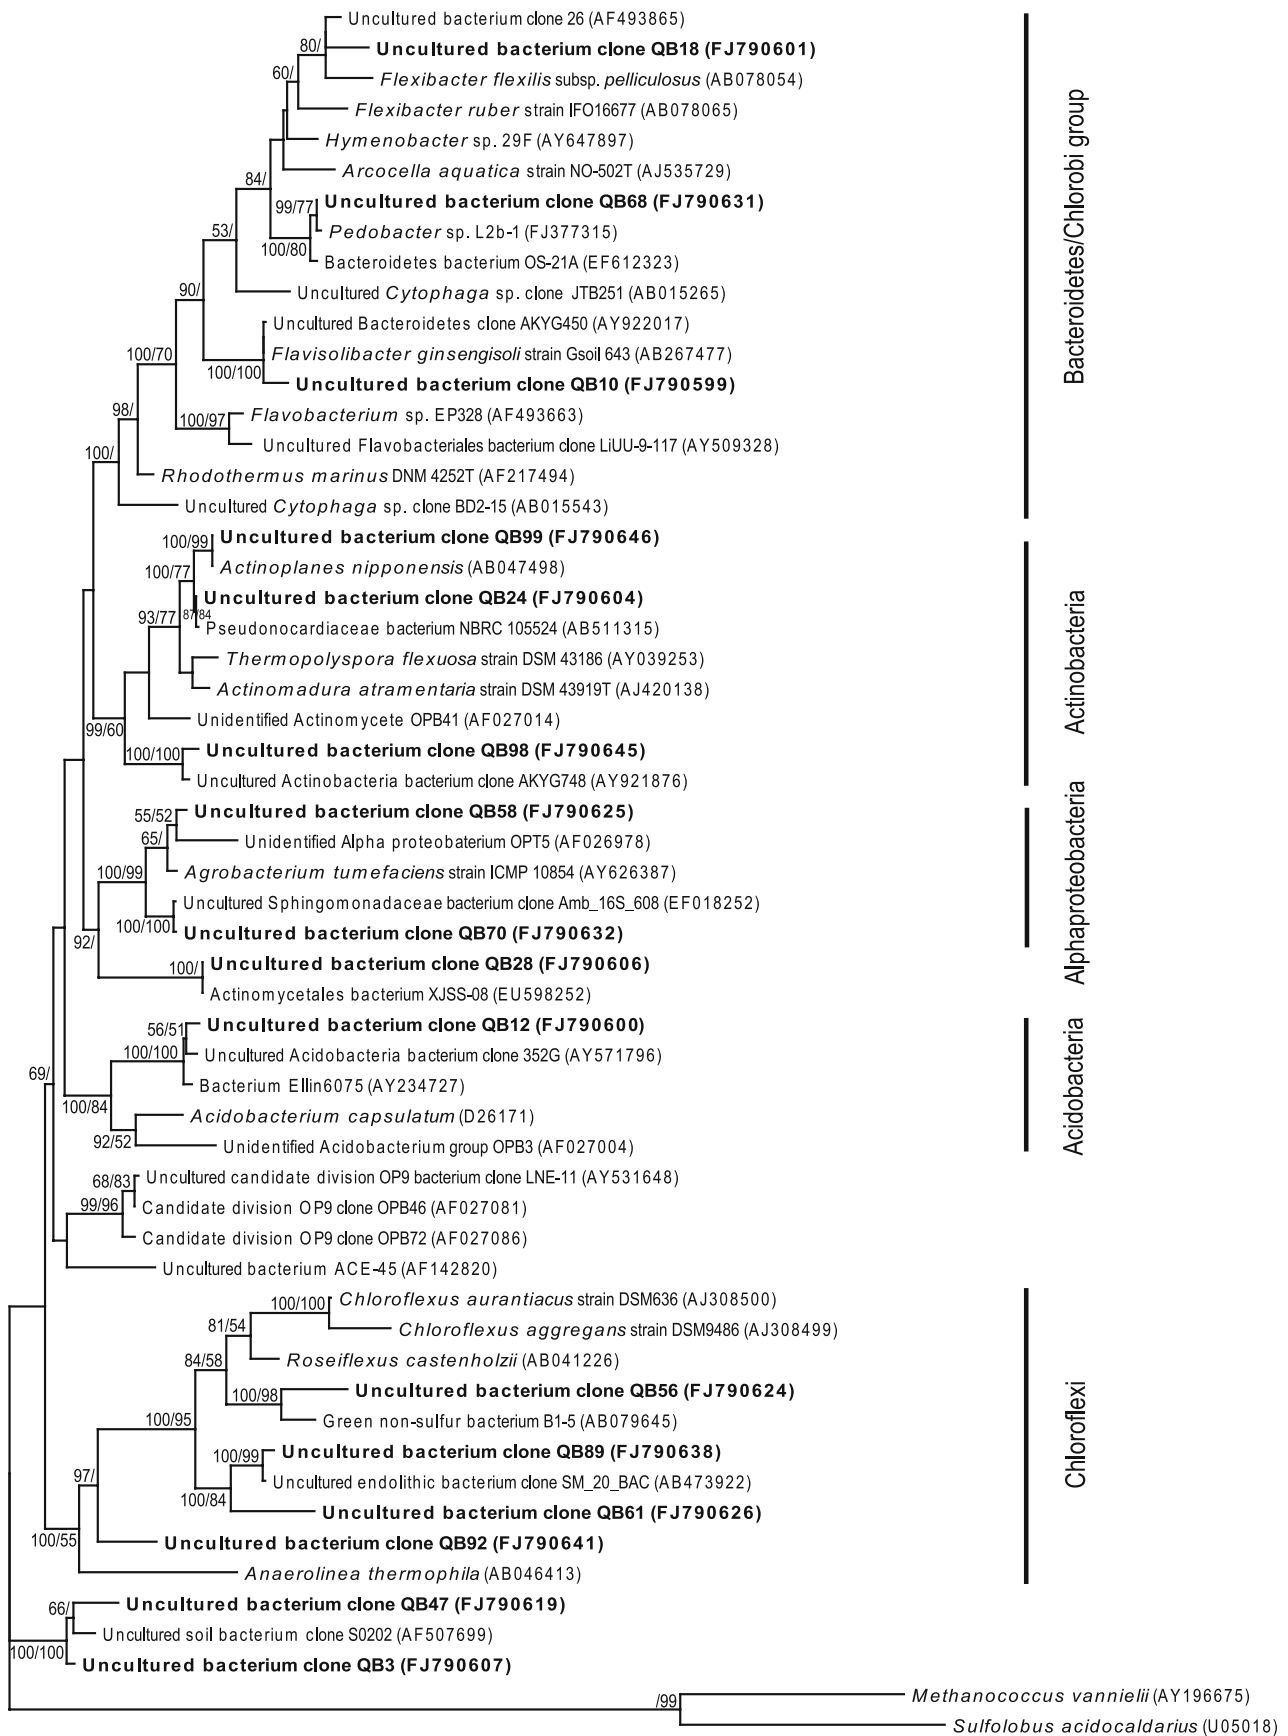 Uncultured bacterium clone 26 (AF493865)
80/
Uncultured bacterium clone QB18 (FJ790601)
60/
Flexibacter flexilis subsp. pelliculosus (AB078054)
Flexibacter ruber strain IFO16677 (AB078065)
Hymenobacter sp. 29F (AY647897)
Arcocella aquatica strain NO-502T (AJ535729)
84/
99/77
Uncultured bacterium clone QB68 (FJ790631)
53/
Pedobacter sp. L2b-1 (FJ377315)
100/80
Bacteroidetes bacterium OS-21A (EF612323)
90/
Uncultured Cytophaga sp. clone JTB251 (AB015265)
Uncultured Bacteroidetes clone AKYG450 (AY922017)
100/70
Flavisolibacter ginsengisoli strain Gsoil 643 (AB267477)
100/100
Uncultured bacterium clone QB10 (FJ790599)
98/
100/97
Flavobacterium sp. EP328 (AF493663)
Uncultured Flavobacteriales bacterium clone LiUU-9-117 (AY509328)
100/
Rhodothermus marinus DNM 4252T (AF217494)
Uncultured Cytophaga sp. clone BD2-15 (AB015543)
Bacteroidetes/Chlorobi group
100/99
Uncultured bacterium clone QB99 (FJ790646)
100/77
Actinoplanes nipponensis (AB047498)
Uncultured bacterium clone QB24 (FJ790604)
93/77
87/84
Pseudonocardiaceae bacterium NBRC 105524 (AB511315)
Thermopolyspora flexuosa strain DSM 43186 (AY039253)
Actinomadura atramentaria strain DSM 43919T (AJ420138)
Unidentified Actinomycete OPB41 (AF027014)
99/60
100/100
Uncultured bacterium clone QB98 (FJ790645)
Uncultured Actinobacteria bacterium clone AKYG748 (AY921876)
Actinobacteria
55/52
Uncultured bacterium clone QB58 (FJ790625)
65/
Unidentified Alpha proteobaterium OPT5 (AF026978)
100/99
Agrobacterium tumefaciens strain ICMP 10854 (AY626387)
Uncultured Sphingomonadaceae bacterium clone Amb_16S_608 (EF018252)
100/100
Uncultured bacterium clone QB70 (FJ790632)
Alphaproteobacteria
92/
100/
Uncultured bacterium clone QB28 (FJ790606)
Actinomycetales bacterium XJSS-08 (EU598252)
56/51
Uncultured bacterium clone QB12 (FJ790600)
100/100
Uncultured Acidobacteria bacterium clone 352G (AY571796)
69/
Bacterium Ellin6075 (AY234727)
100/84
Acidobacterium capsulatum (D26171)
92/52
Unidentified Acidobacterium group OPB3 (AF027004)
Acidobacteria
68/83
Uncultured candidate division OP9 bacterium clone LNE-11 (AY531648)
99/96
Candidate division OP9 clone OPB46 (AF027081)
Candidate division OP9 clone OPB72 (AF027086)
Uncultured bacterium ACE-45 (AF142820)
100/100
Chloroflexus aurantiacus strain DSM636 (AJ308500)
81/54
Chloroflexus aggregans strain DSM9486 (AJ308499)
84/58
Roseiflexus castenholzii (AB041226)
100/98
Uncultured bacterium clone QB56 (FJ790624)
100/95
Green non-sulfur bacterium B1-5 (AB079645)
100/99
Uncultured bacterium clone QB89 (FJ790638)
97/
Uncultured endolithic bacterium clone SM_20_BAC (AB473922)
100/84
Uncultured bacterium clone QB61 (FJ790626)
100/55
Uncultured bacterium clone QB92 (FJ790641)
Anaerolinea thermophila (AB046413)
Chloroflexi
66/
Uncultured bacterium clone QB47 (FJ790619)
Uncultured soil bacterium clone S0202 (AF507699)
100/100
Uncultured bacterium clone QB3 (FJ790607)
/99
Methanococcus vannielii (AY196675)
Sulfolobus acidocaldarius (U05018)